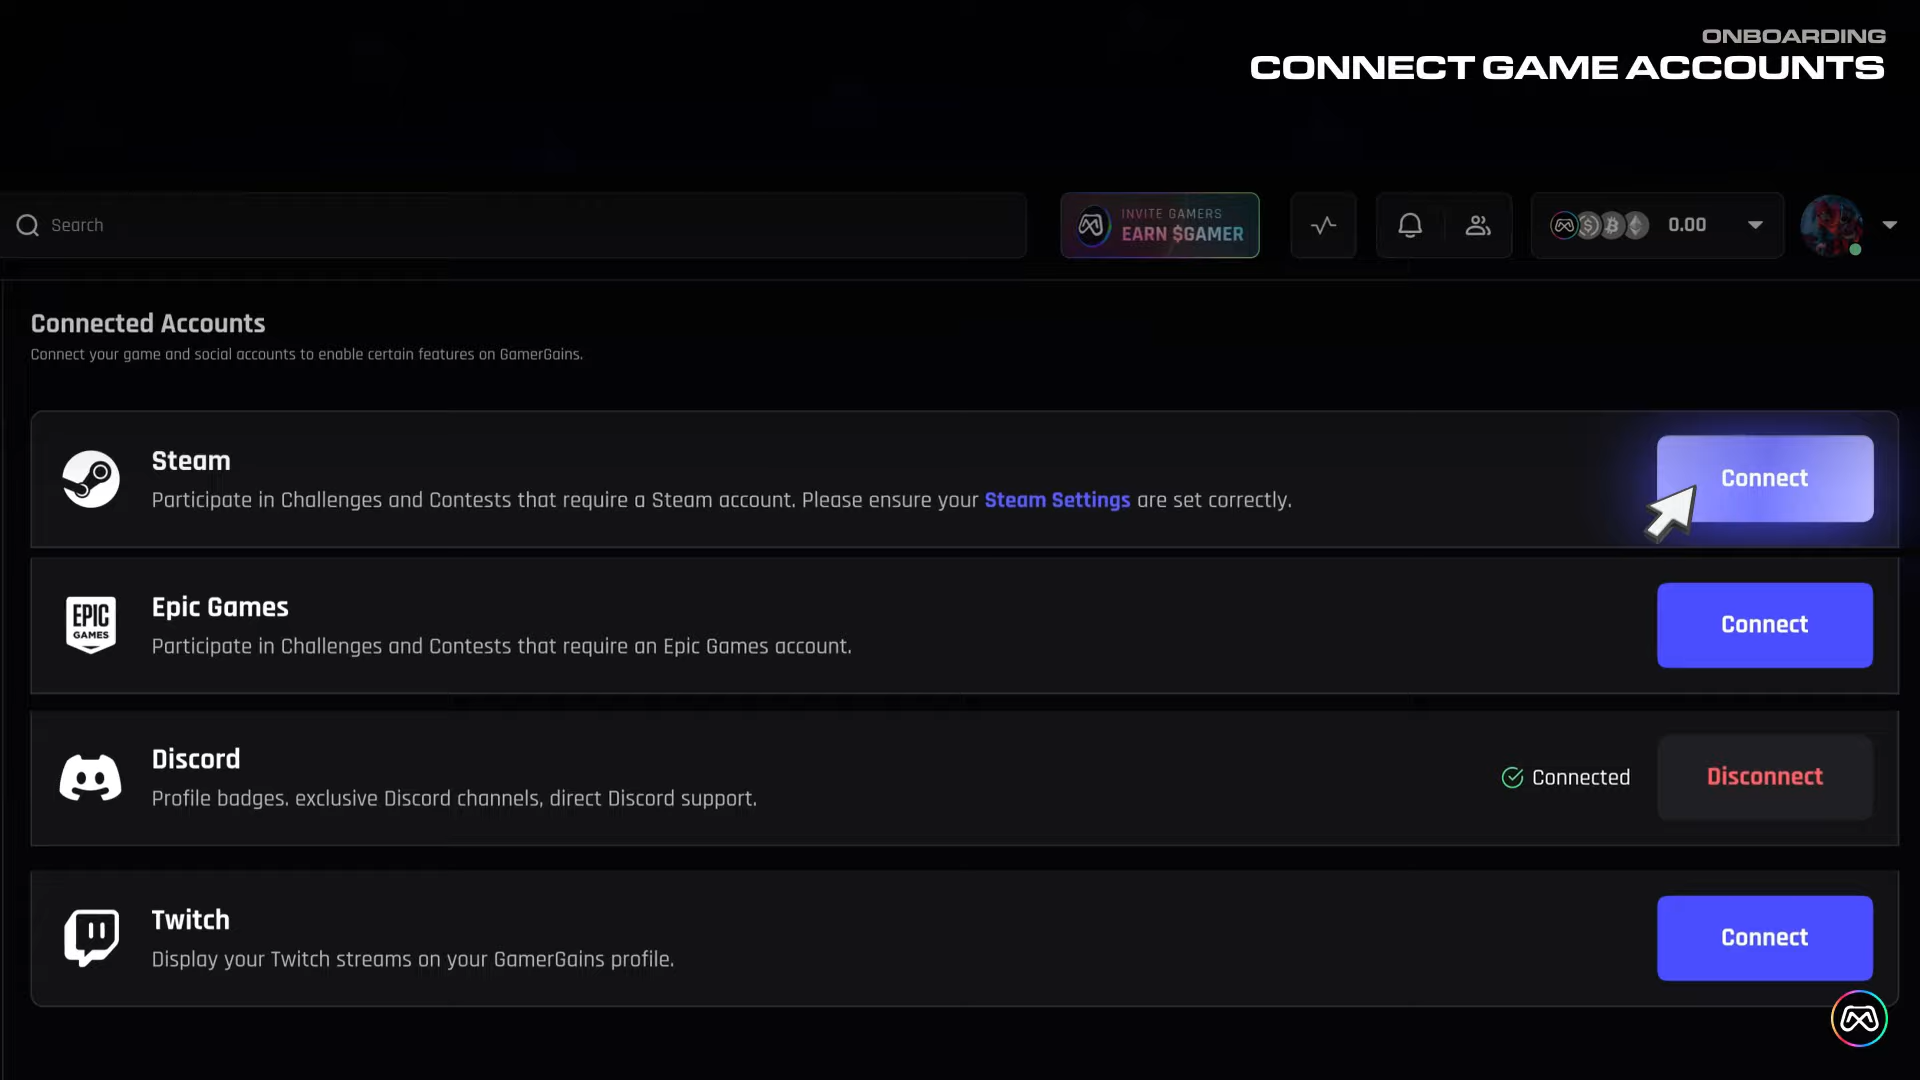 ONBOARDING
CONNECT GAME ACCOUNTS
Search
INVITE GAMERS
EARN $GAMER
0.00
Connected Accounts
Connect your game and social accounts to enable certain features on GamerGains.
Steam
Participate in Challenges and Contests that require a Steam account. Please ensure your Steam Settings are set correctly.
Connect
EPIC
GAMES
Epic Games
Participate in Challenges and Contests that require an Epic Games account.
Connect
Discord
Profile badges. exclusive Discord channels, direct Discord support.
Connected
Disconnect
Twitch
Display your Twitch streams on your GamerGains profile.
Connect